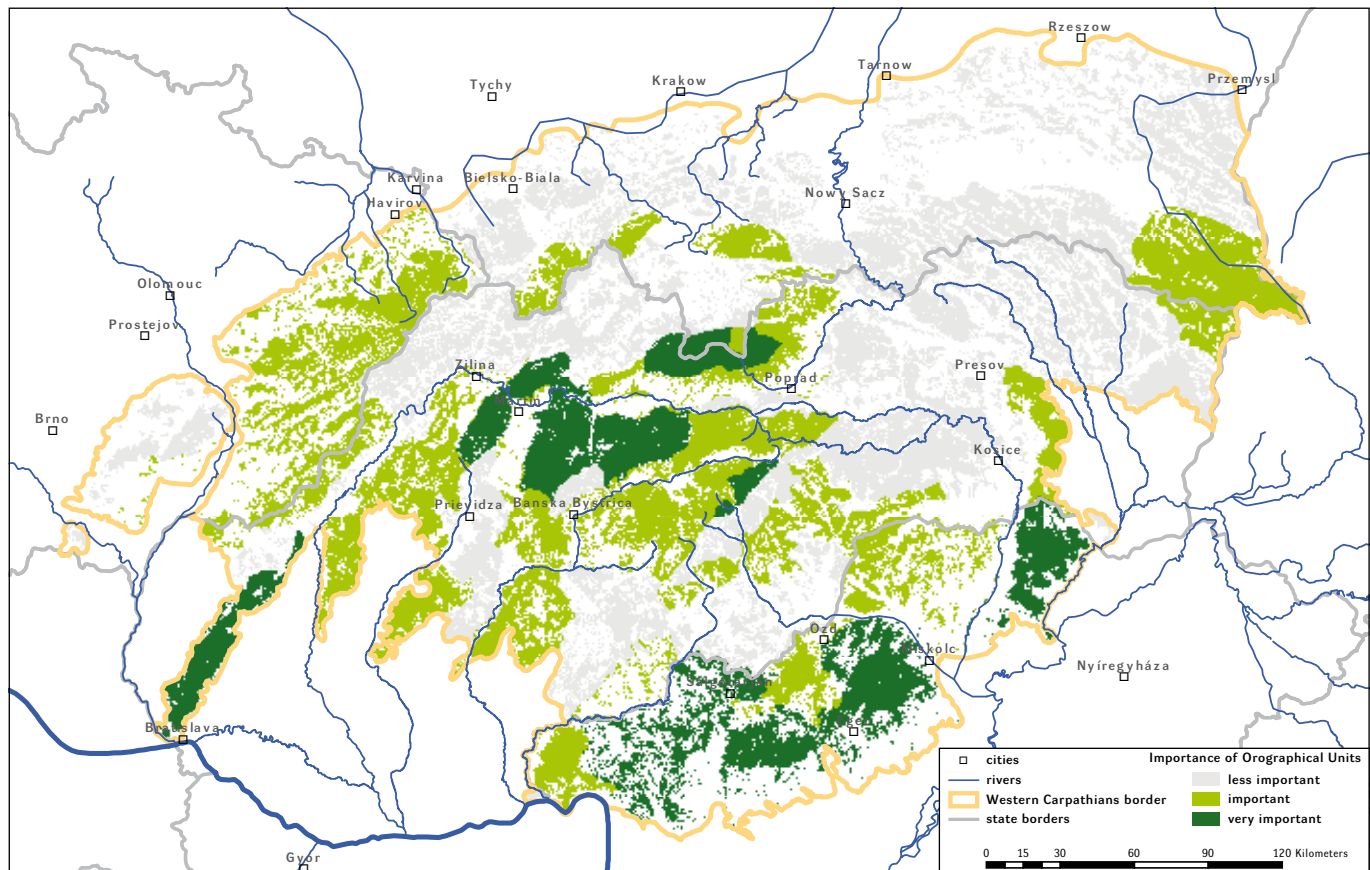 Rzeszow
Tarnow
Przemysl
Krakow
Tychy
Karvina
Bielsko-Biala
Havirov
Nowy Sacz
Olomouc
Prostejov
Zilina
Presov
Poprad
Martin
Brno
Kosice
Prievidza
Banska Bystrica
Ozd
Miskolc
Nyíregyháza
Bratislava
Gyor
cities
rivers
Western Carpathians border
state borders
Importance of Orographical Units
less important
important
very important
0 15 30 60 90 120 Kilometers